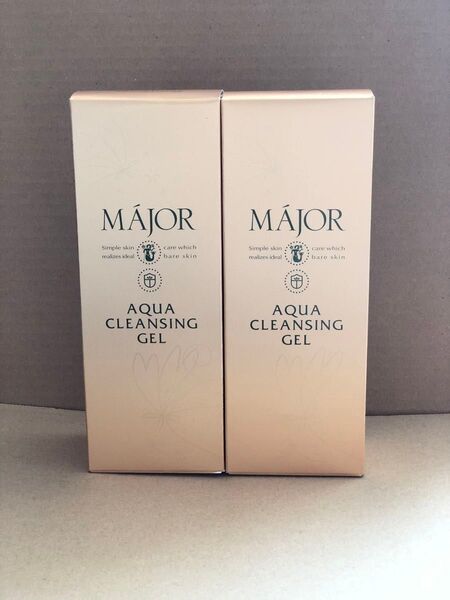 MÁJOR
Simple skin care which
realizes ideal bare skin
AQUA
CLEANSING
GEL
MÁJOR
Simple skin care which
realizes ideal bare skin
AQUA
CLEANSING
GEL